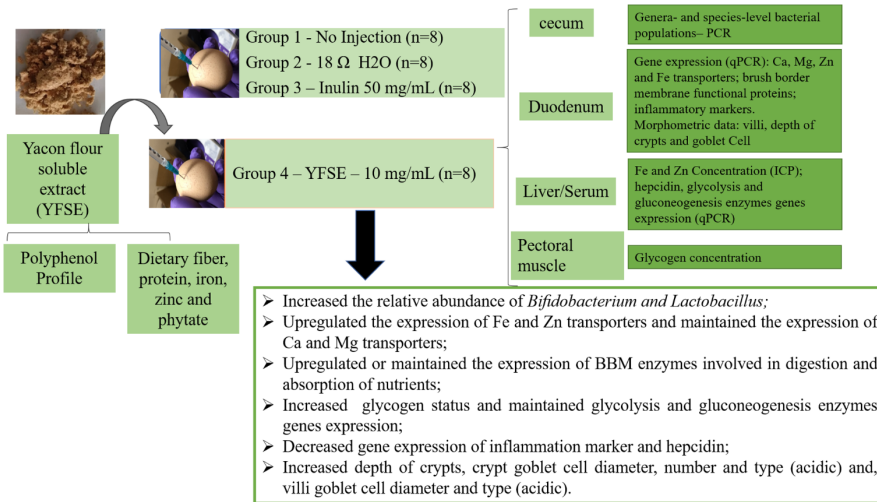 Group 1 - No Injection (n=8)
Group 2 - 18 Ω H2O (n=8)
Group 3 – Inulin 50 mg/mL (n=8)
Group 4 – YFSE – 10 mg/mL (n=8)
Yacon flour
soluble
extract
(YFSE)
Polyphenol
Profile
Dietary fiber,
protein, iron,
zinc and
phytate
cecum
Genera- and species-level bacterial
populations– PCR
Duodenum
Gene expression (qPCR): Ca, Mg, Zn
and Fe transporters; brush border
membrane functional proteins;
inflammatory markers.
Morphometric data: villi, depth of
crypts and goblet Cell
Liver/Serum
Fe and Zn Concentration (ICP);
hepcidin, glycolysis and
gluconeogenesis enzymes genes
expression (qPCR)
Pectoral
muscle
Glycogen concentration
➢ Increased the relative abundance of Bifidobacterium and Lactobacillus;
➢ Upregulated the expression of Fe and Zn transporters and maintained the expression of
Ca and Mg transporters;
➢ Upregulated or maintained the expression of BBM enzymes involved in digestion and
absorption of nutrients;
➢ Increased glycogen status and maintained glycolysis and gluconeogenesis enzymes
genes expression;
➢ Decreased gene expression of inflammation marker and hepcidin;
➢ Increased depth of crypts, crypt goblet cell diameter, number and type (acidic) and,
villi goblet cell diameter and type (acidic).